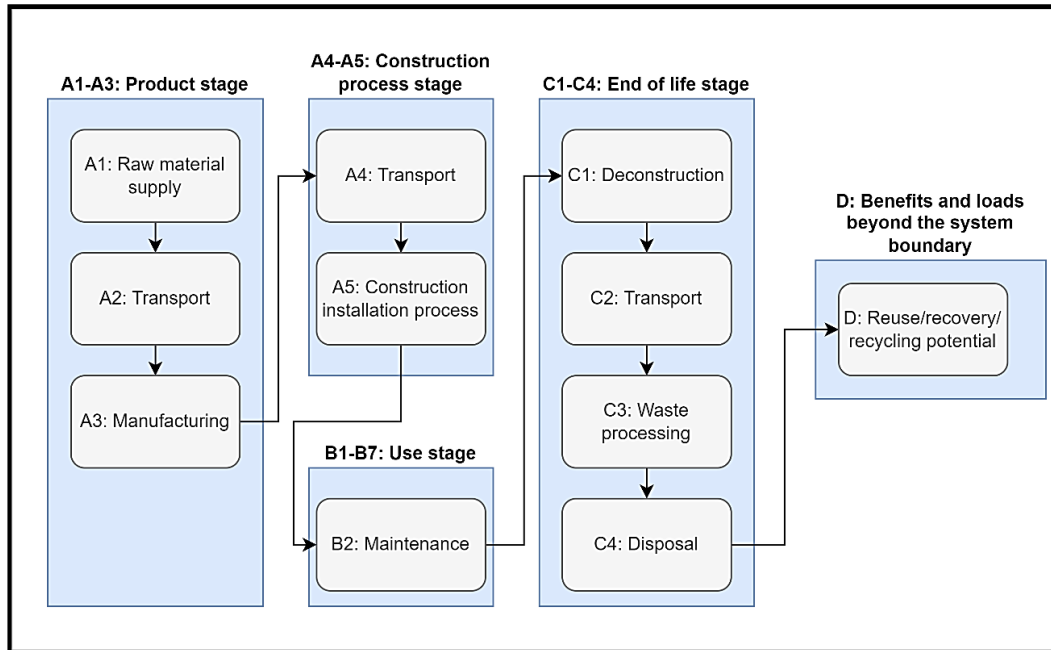 A1-A3: Product stage
A1: Raw material
supply
A2: Transport
A3: Manufacturing
A4-A5: Construction
process stage
A4: Transport
A5: Construction
installation process
B1-B7: Use stage
B2: Maintenance
C1-C4: End of life stage
C1: Deconstruction
C2: Transport
C3: Waste
processing
C4: Disposal
D: Benefits and loads
beyond the system
boundary
D: Reuse/recovery/
recycling potential